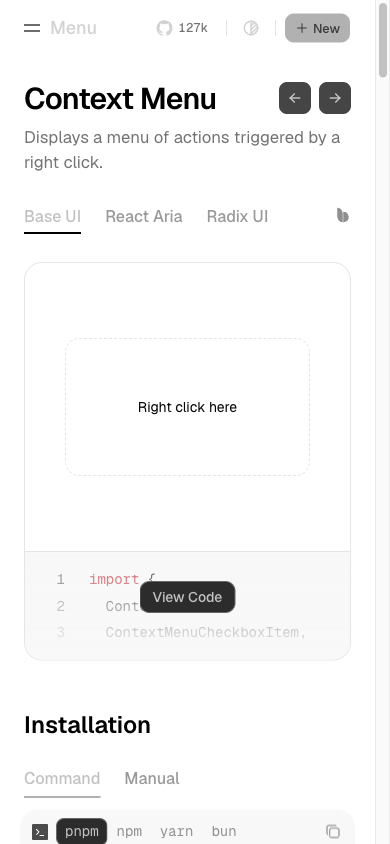 Menu
127k
New
Context Menu
Displays a menu of actions triggered by a
right click.
Base UI
React Aria
Radix UI
Right click here
1 import {
2 Cont
View Code
3 ContextMenuCheckboxItem,
Installation
Command
Manual
pnpm
npm
yarn
bun